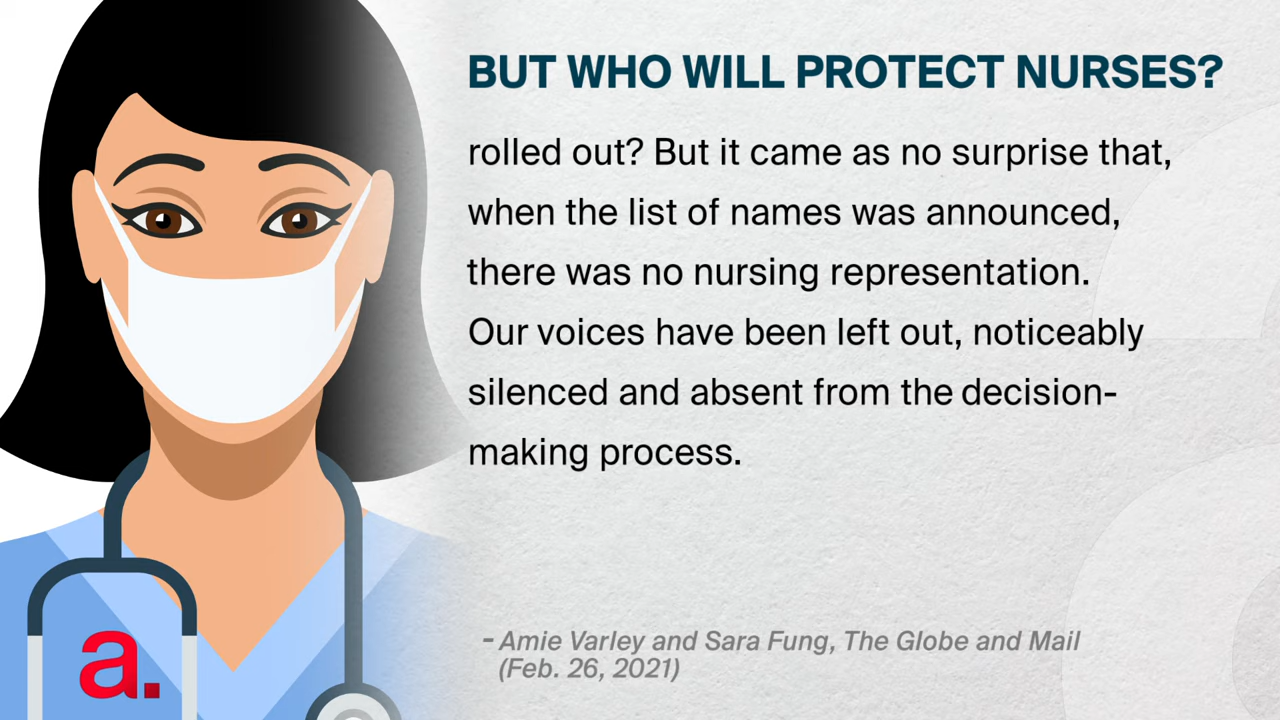 BUT WHO WILL PROTECT NURSES?
rolled out? But it came as no surprise that,
when the list of names was announced,
there was no nursing representation.
Our voices have been left out, noticeably
silenced and absent from the decision-
making process.
- Amie Varley and Sara Fung, The Globe and Mail
(Feb. 26, 2021)
a.